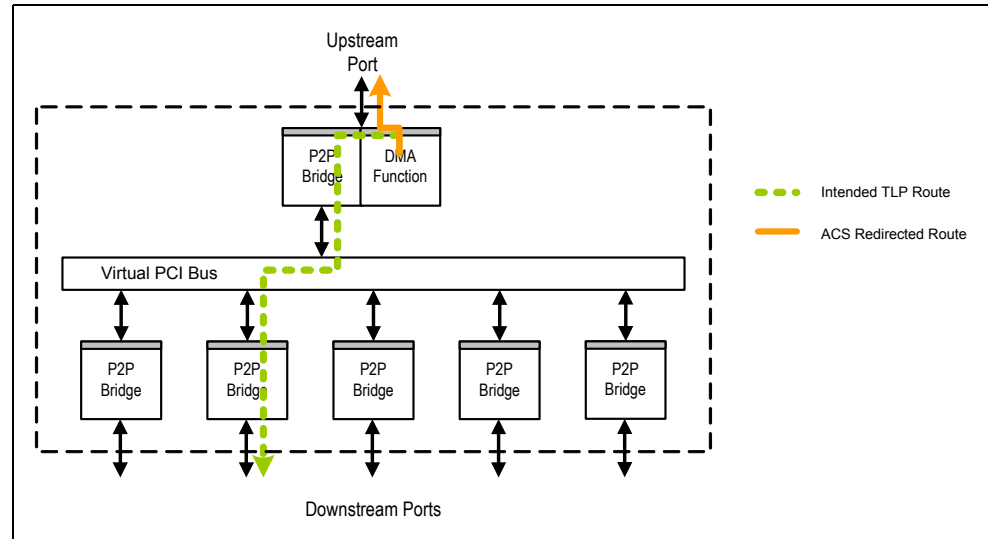 Upstream
Port
P2P
Bridge
DMA
Function
Intended TLP Route
ACS Redirected Route
Virtual PCI Bus
P2P
Bridge
P2P
Bridge
P2P
Bridge
P2P
Bridge
P2P
Bridge
Downstream Ports